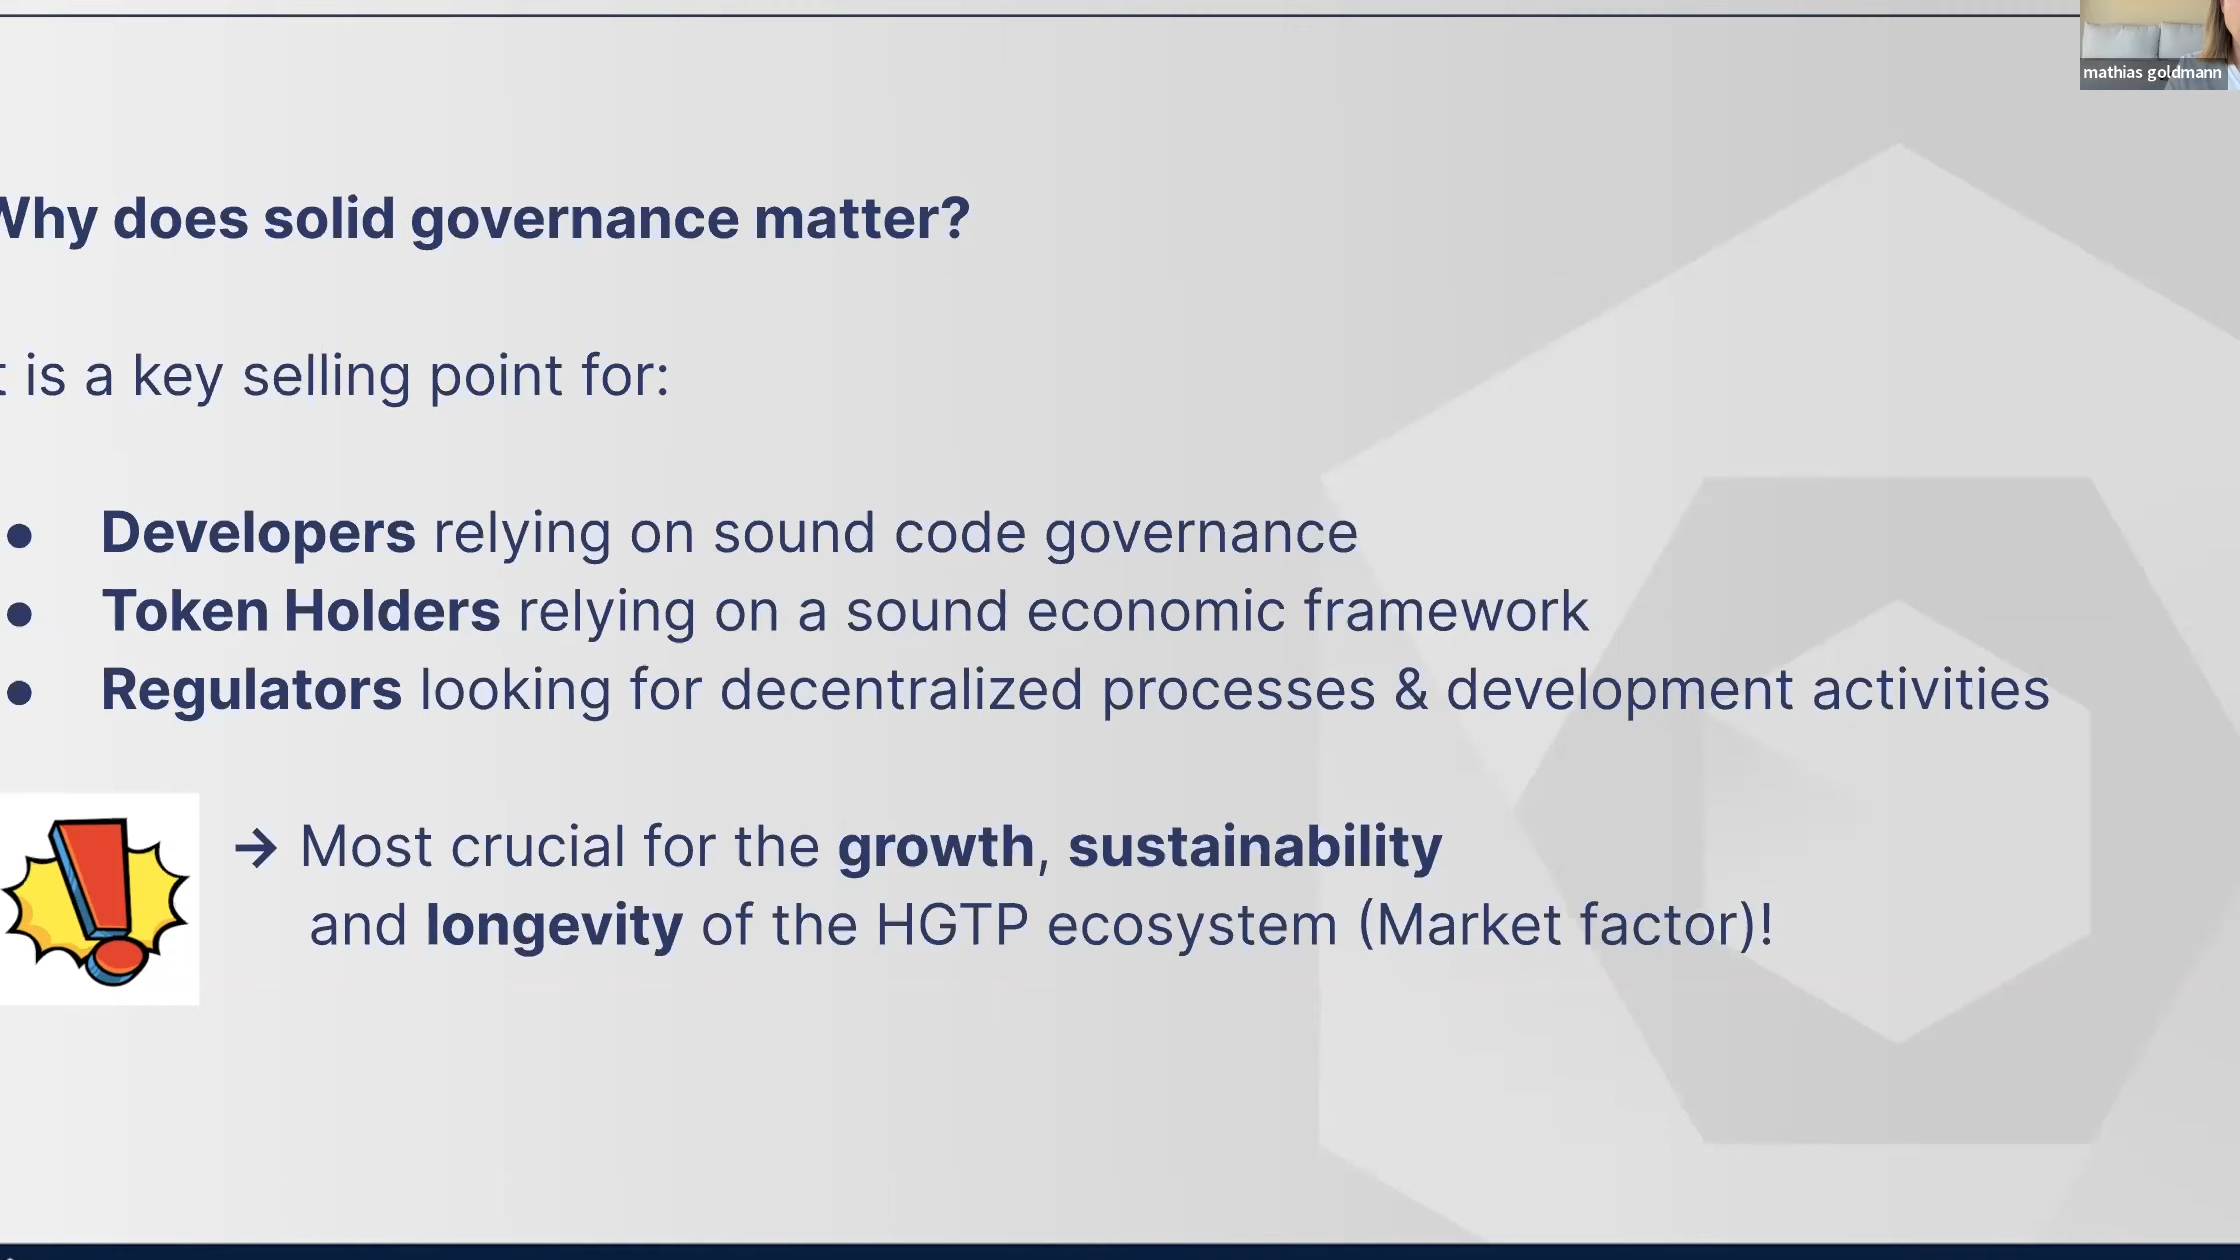 mathias goldmann
Why does solid governance matter?
t is a key selling point for:
● Developers relying on sound code governance
● Token Holders relying on a sound economic framework
● Regulators looking for decentralized processes & development activities
→ Most crucial for the growth, sustainability
and longevity of the HGTP ecosystem (Market factor)!